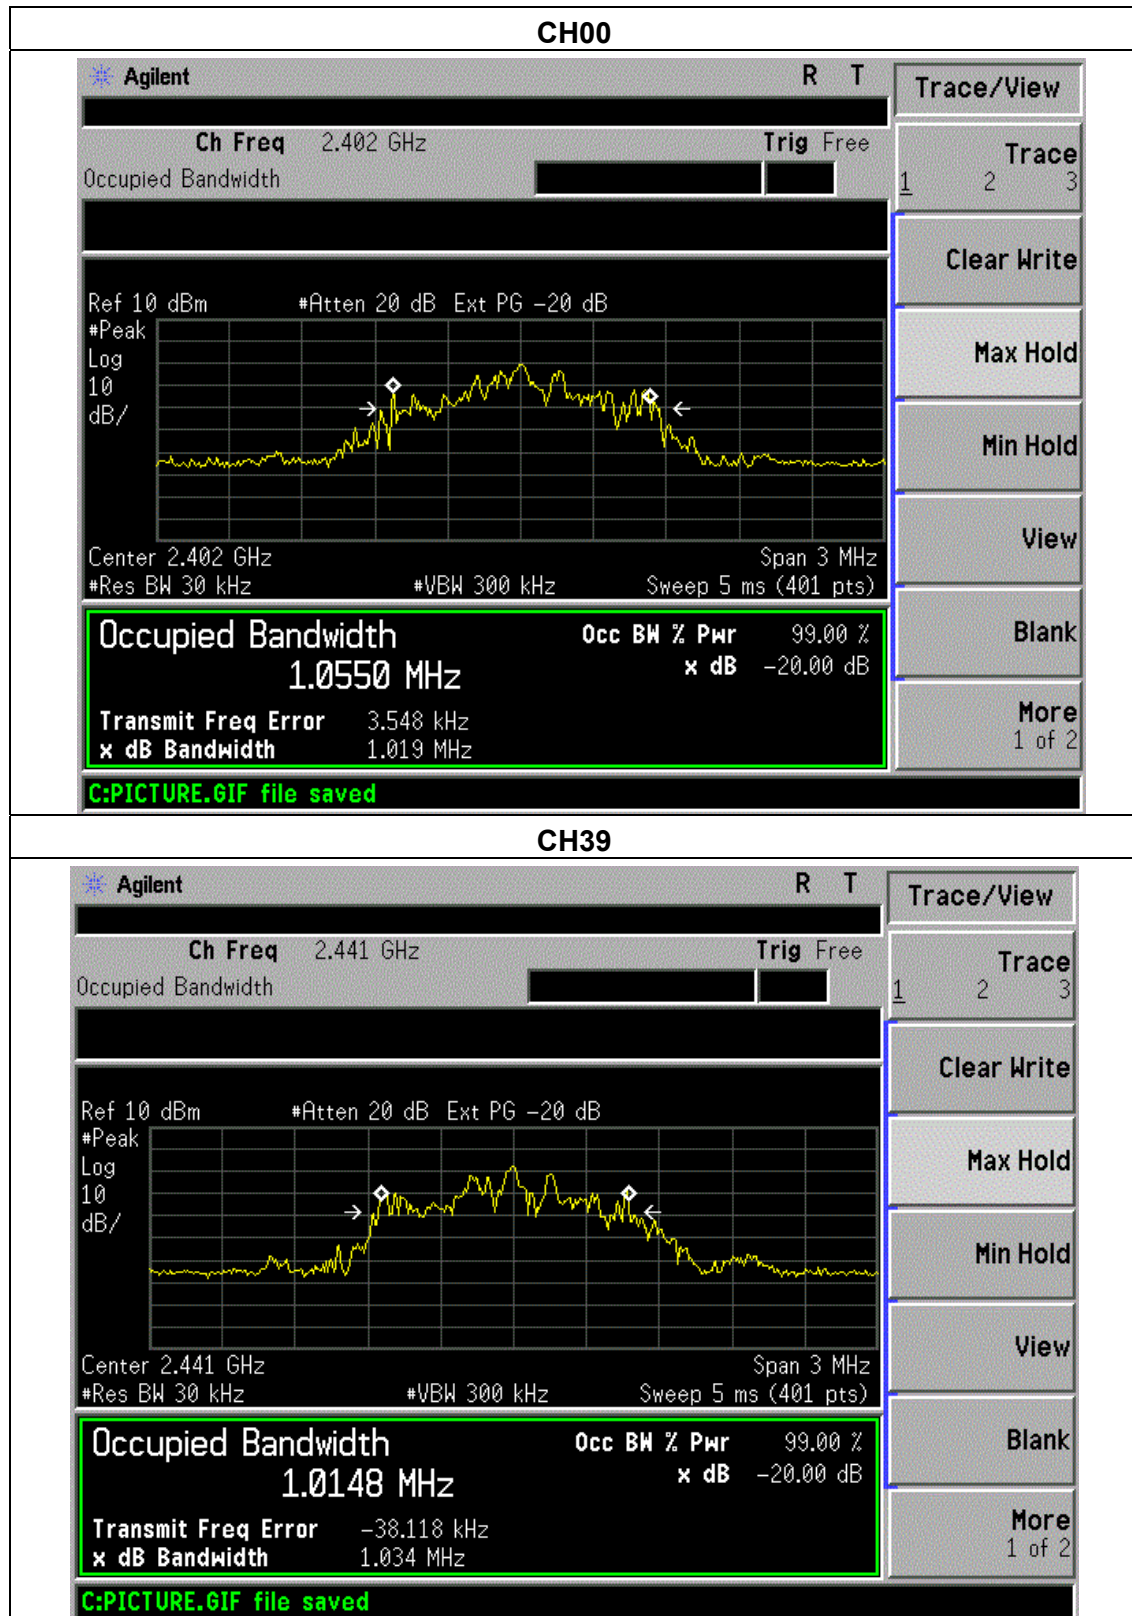 CH00
Agilent R T Trace/View
Ch Freq 2.402 GHz Trig Free
Occupied Bandwidth
Trace
1 2 3
Clear Write
Max Hold
Min Hold
View
Blank
More
1 of 2
Ref 10 dBm #Atten 20 dB Ext PG -20 dB
#Peak
Log
10
dB/
Center 2.402 GHz Span 3 MHz
#Res BW 30 kHz #VBW 300 kHz Sweep 5 ms (401 pts)
Occupied Bandwidth Occ BW % Pwr 99.00 %
1.0550 MHz x dB -20.00 dB
Transmit Freq Error 3.548 kHz
x dB Bandwidth 1.019 MHz
C:PICTURE.GIF file saved
CH39
Agilent R T Trace/View
Ch Freq 2.441 GHz Trig Free
Occupied Bandwidth
Trace
1 2 3
Clear Write
Max Hold
Min Hold
View
Blank
More
1 of 2
Ref 10 dBm #Atten 20 dB Ext PG -20 dB
#Peak
Log
10
dB/
Center 2.441 GHz Span 3 MHz
#Res BW 30 kHz #VBW 300 kHz Sweep 5 ms (401 pts)
Occupied Bandwidth Occ BW % Pwr 99.00 %
1.0148 MHz x dB -20.00 dB
Transmit Freq Error -38.118 kHz
x dB Bandwidth 1.034 MHz
C:PICTURE.GIF file saved